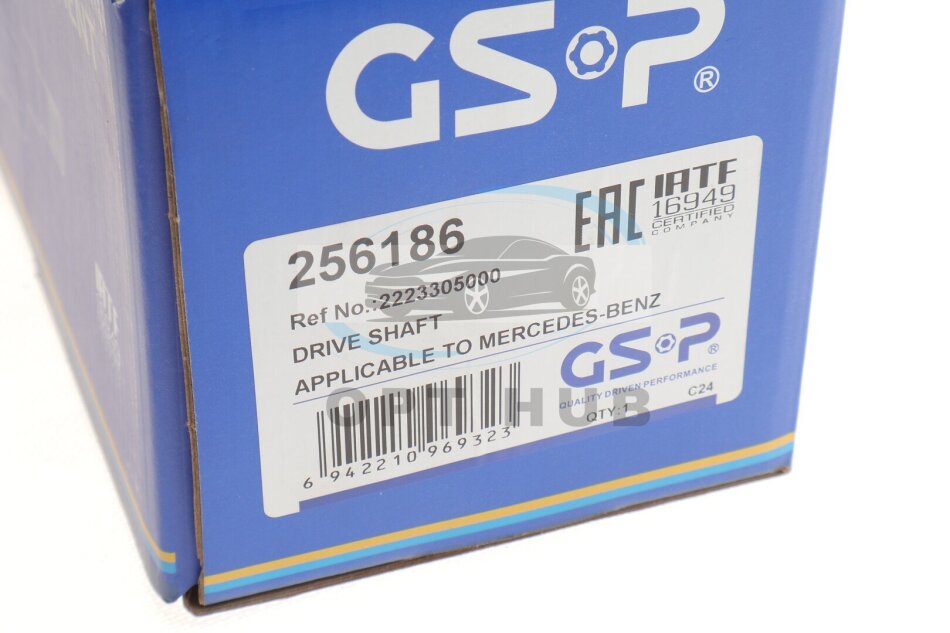 GSP®
EAC
IATF
16949
CERTIFIED
COMPANY
256186
Ref No.:2223305000
DRIVE SHAFT
APPLICABLE TO MERCEDES-BENZ
GSP®
QUALITY DRIVEN PERFORMANCE
QTY:1 C24
6 942210 969323
OPT HUB